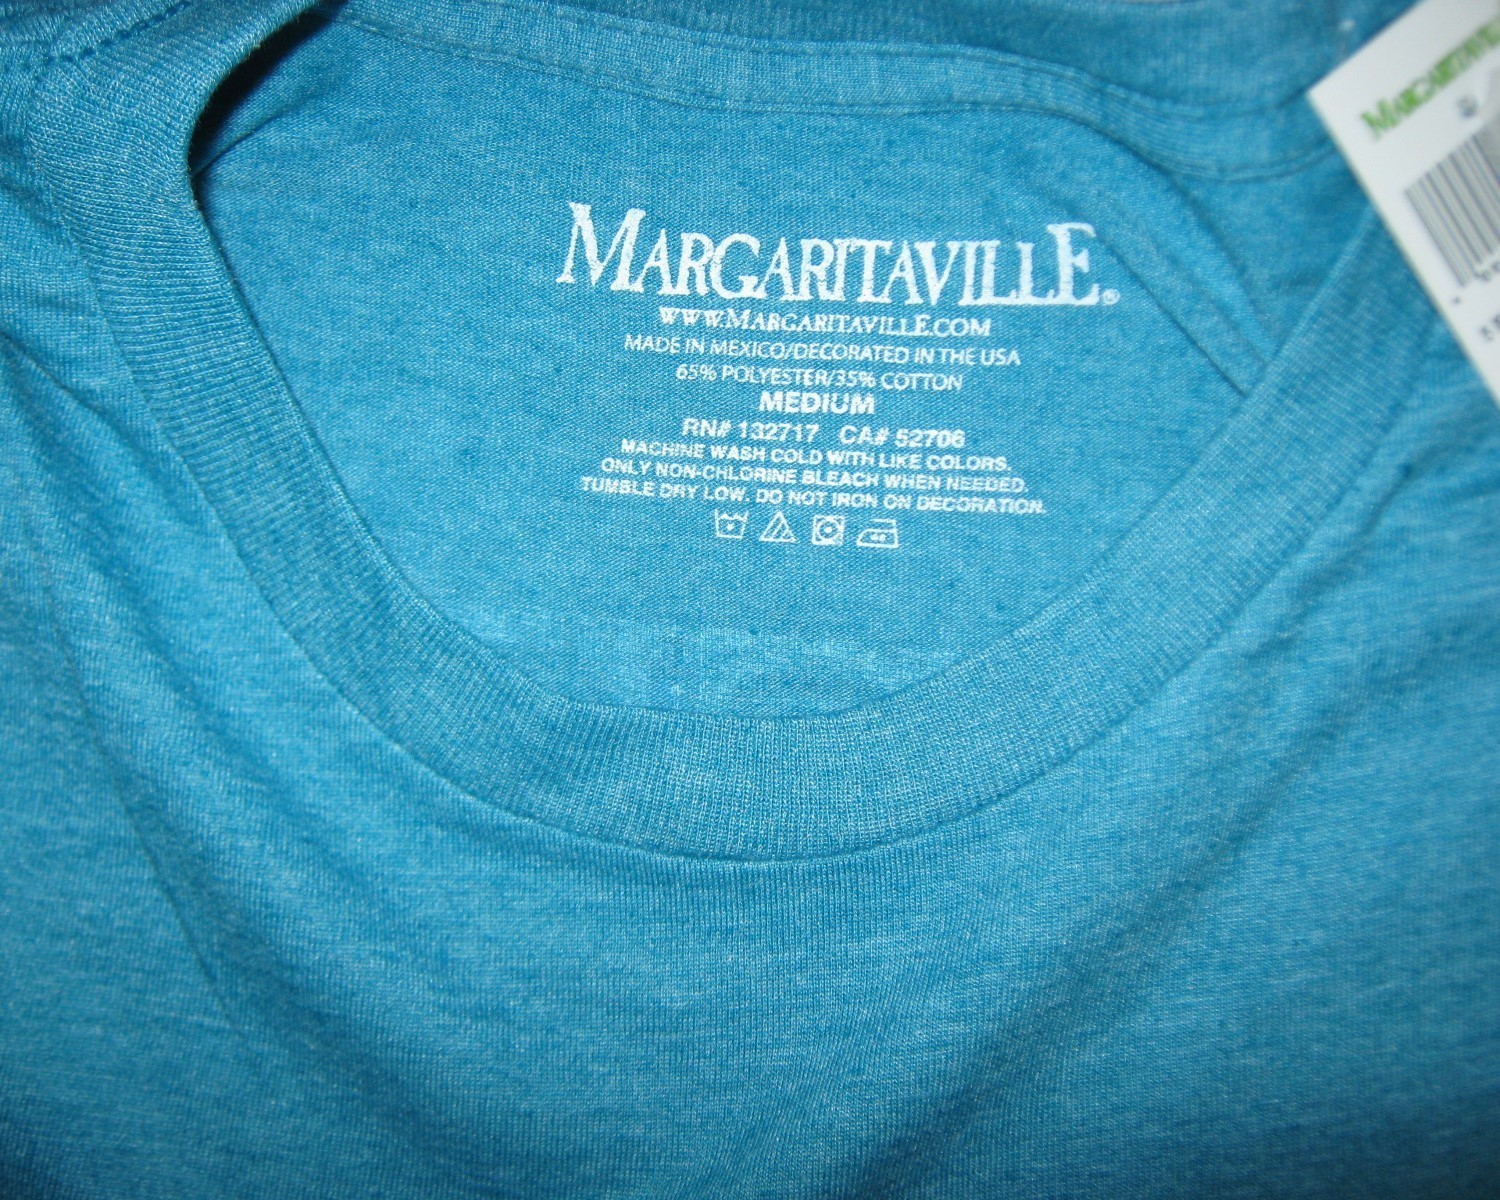 MARGARITAVILLE®
WWW.MARGARITAVILLE.COM
MADE IN MEXICO/DECORATED IN THE USA
65% POLYESTER/35% COTTON
MEDIUM
RN# 132717 CA# 52706
MACHINE WASH COLD WITH LIKE COLORS.
ONLY NON-CHLORINE BLEACH WHEN NEEDED.
TUMBLE DRY LOW. DO NOT IRON ON DECORATION.
MARGARITAVILLE